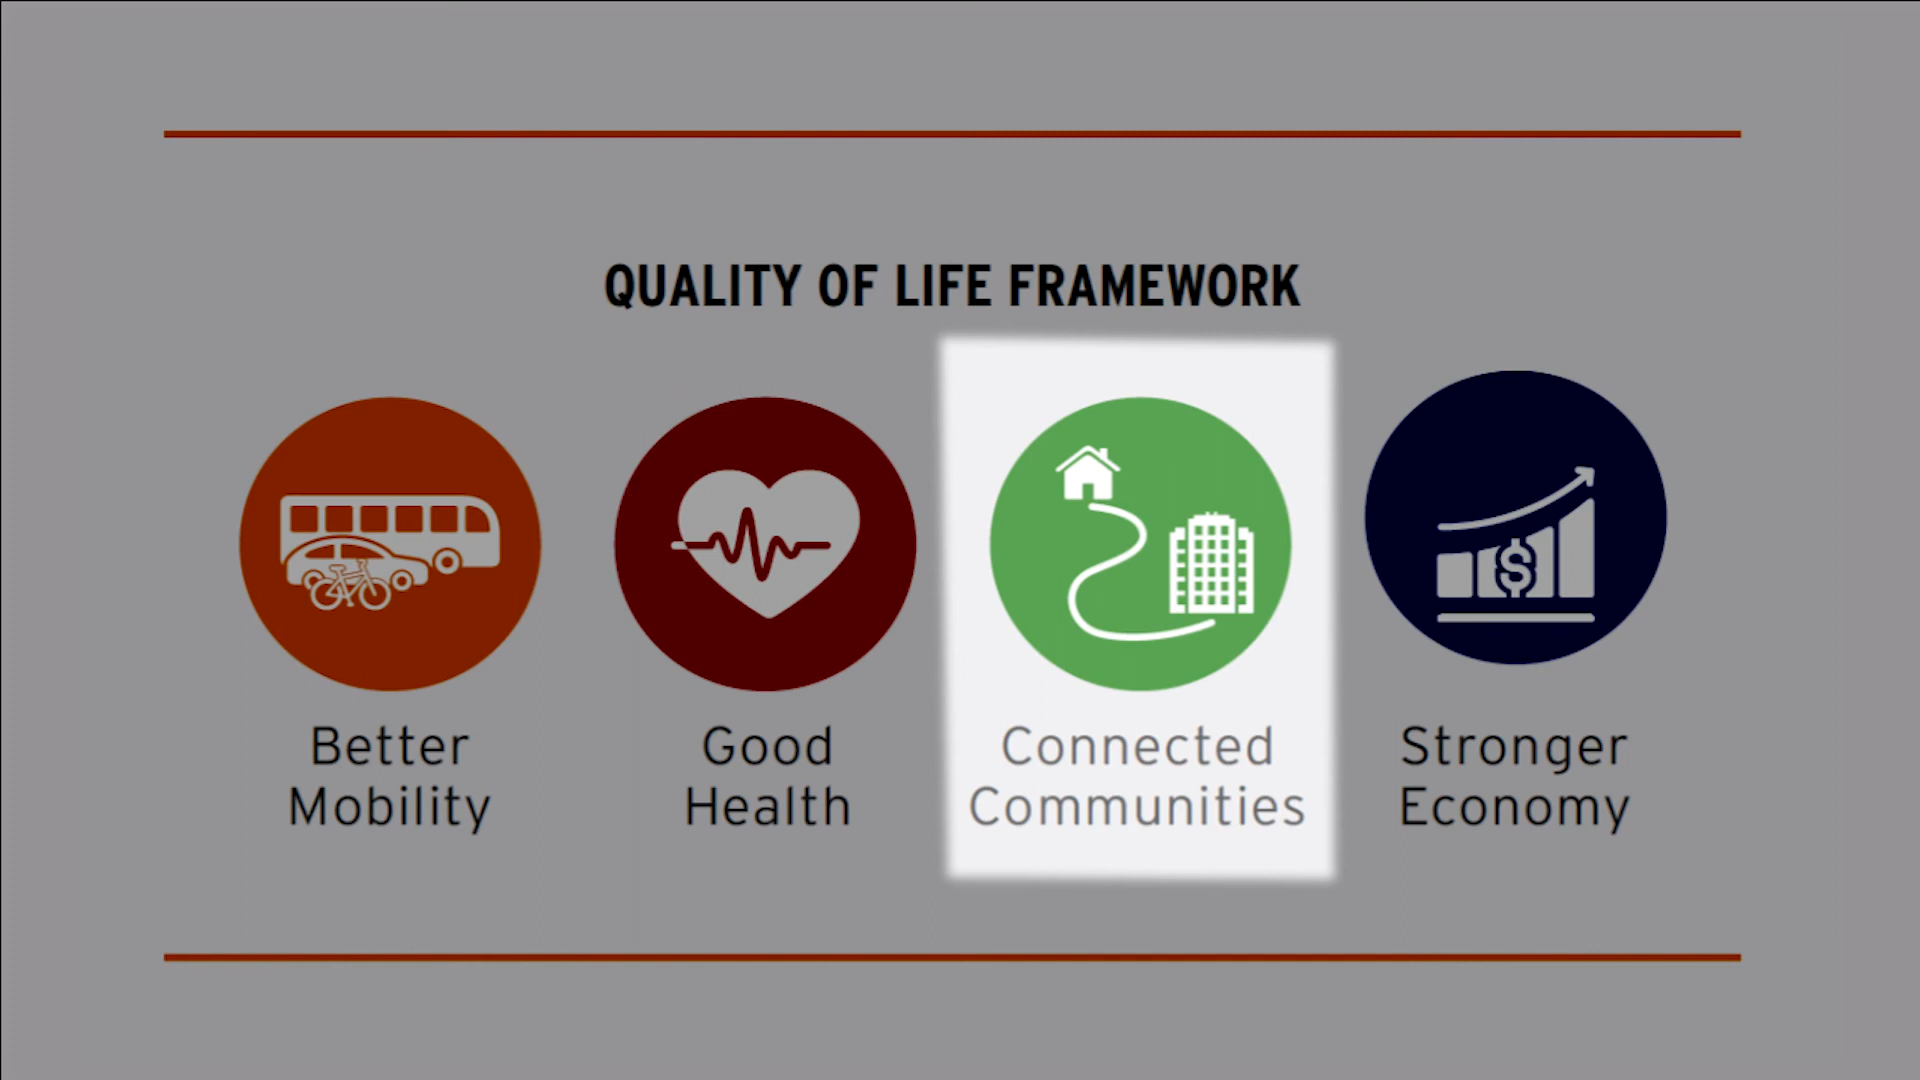 QUALITY OF LIFE FRAMEWORK
Better
Mobility
Good
Health
Connected
Communities
$
Stronger
Economy